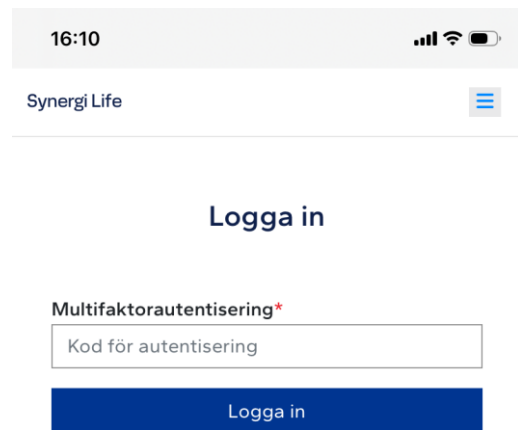 16:10
Synergi Life
Logga in
Multifaktorautentisering*
Kod för autentisering
Logga in